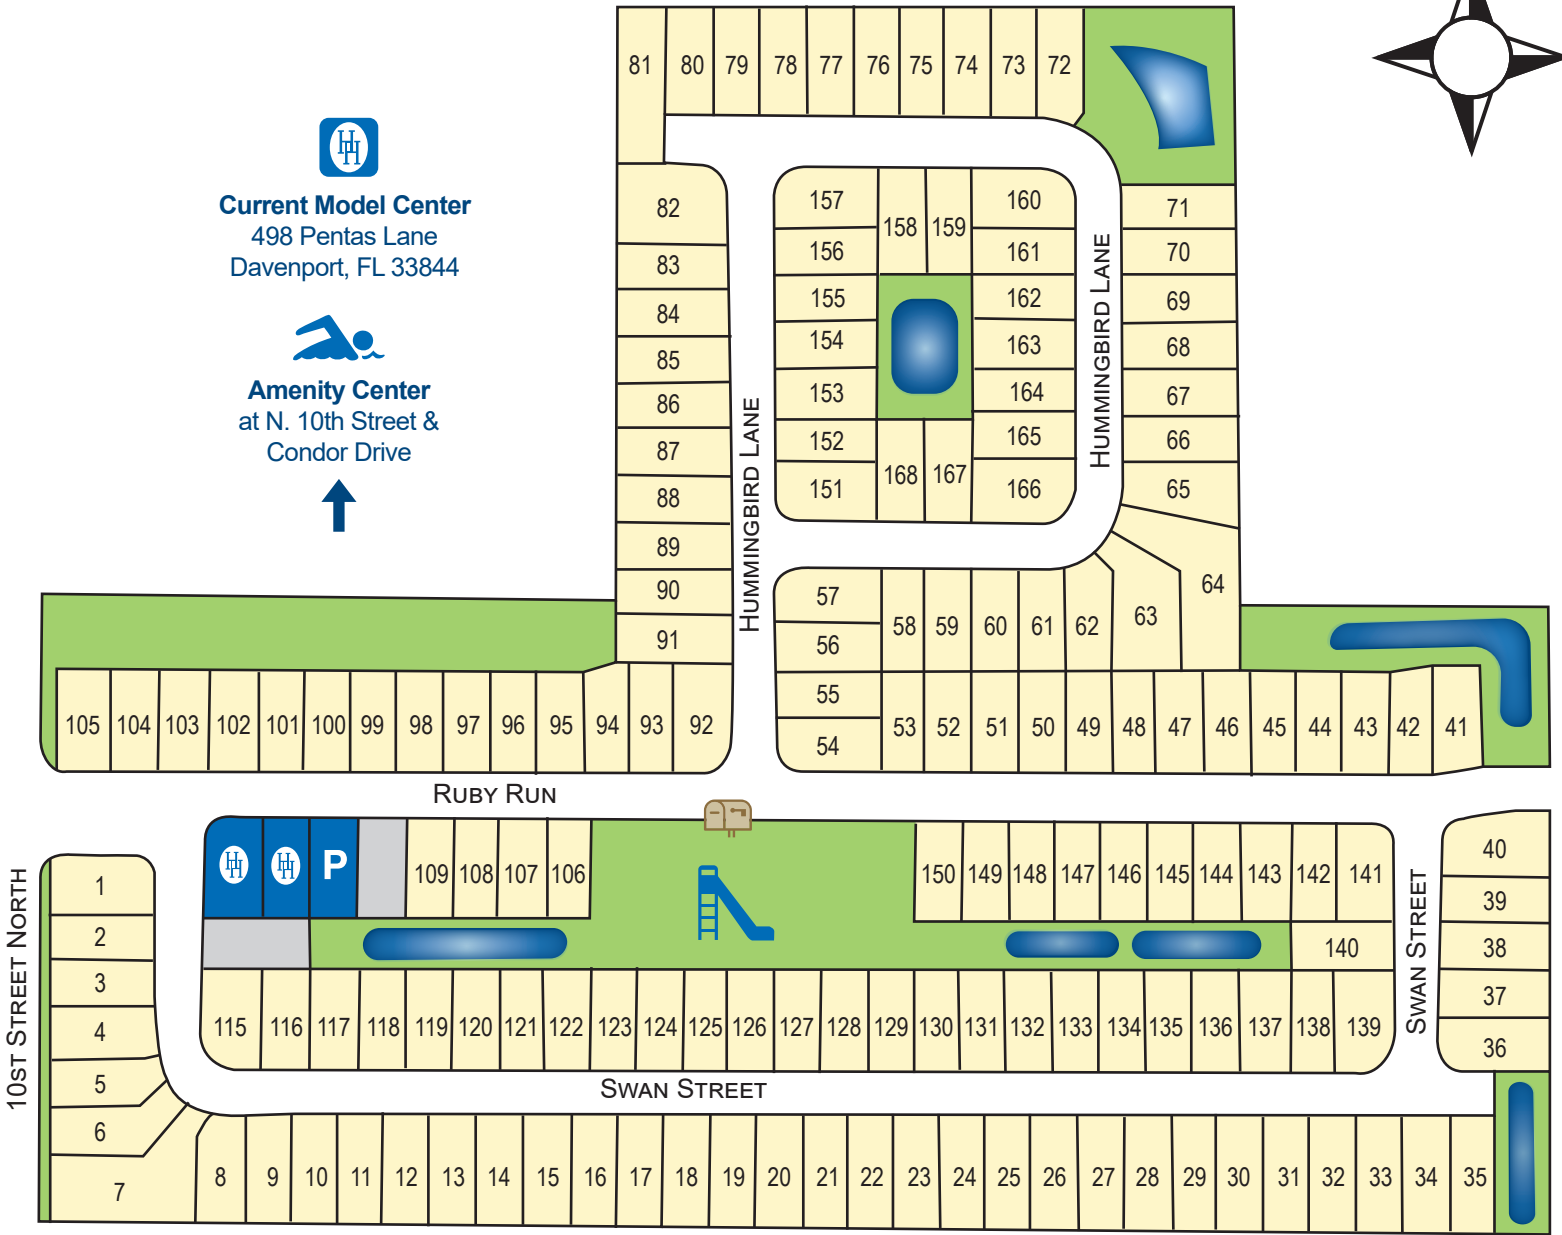 81 80 79 78 77 76 75 74 73 72
HH
Current Model Center
498 Pentas Lane
Davenport, FL 33844
Amenity Center
at N. 10th Street &
Condor Drive
82
83
84
85
86
87
88
89
90
91
HUMMINGBIRD LANE
157 158 159 160
156 161
155 162
154 163
153 164
152 165
151 168 167 166
HUMMINGBIRD LANE
71
70
69
68
67
66
65
64
57 58 59 60 61 62 63
56
55
54
105 104 103 102 101 100 99 98 97 96 95 94 93 92
53 52 51 50 49 48 47 46 45 44 43 42 41
RUBY RUN
HH HH P 109 108 107 106
150 149 148 147 146 145 144 143 142 141
140
115 116 117 118 119 120 121 122 123 124 125 126 127 128 129 130 131 132 133 134 135 136 137 138 139
SWAN STREET
40
39
38
37
36
SWAN STREET
10ST STREET NORTH
1
2
3
4
5
6
7
8 9 10 11 12 13 14 15 16 17 18 19 20 21 22 23 24 25 26 27 28 29 30 31 32 33 34 35